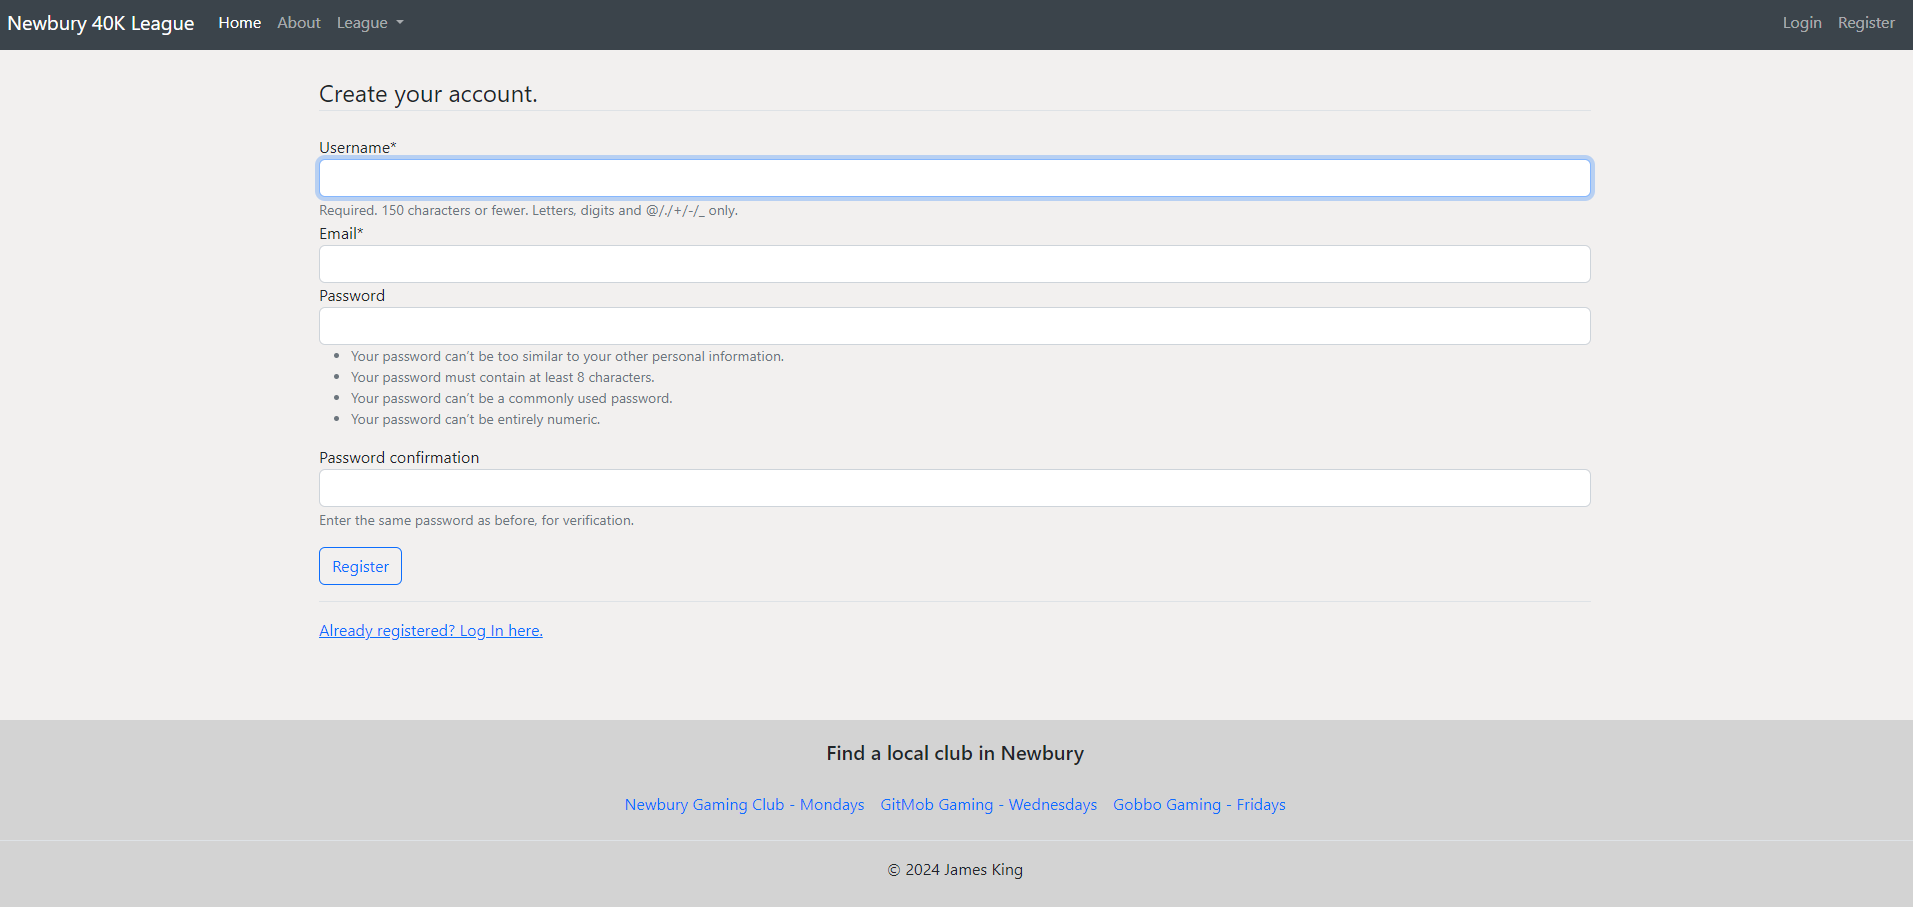 Newbury 40K League Home About League Login Register
Create your account.
Username*
Required. 150 characters or fewer. Letters, digits and @/./+/-/_ only.
Email*
Password
Your password can't be too similar to your other personal information.
Your password must contain at least 8 characters.
Your password can't be a commonly used password.
Your password can't be entirely numeric.
Password confirmation
Enter the same password as before, for verification.
Register
Already registered? Log In here.
Find a local club in Newbury
Newbury Gaming Club - Mondays GitMob Gaming - Wednesdays Gobbo Gaming - Fridays
© 2024 James King